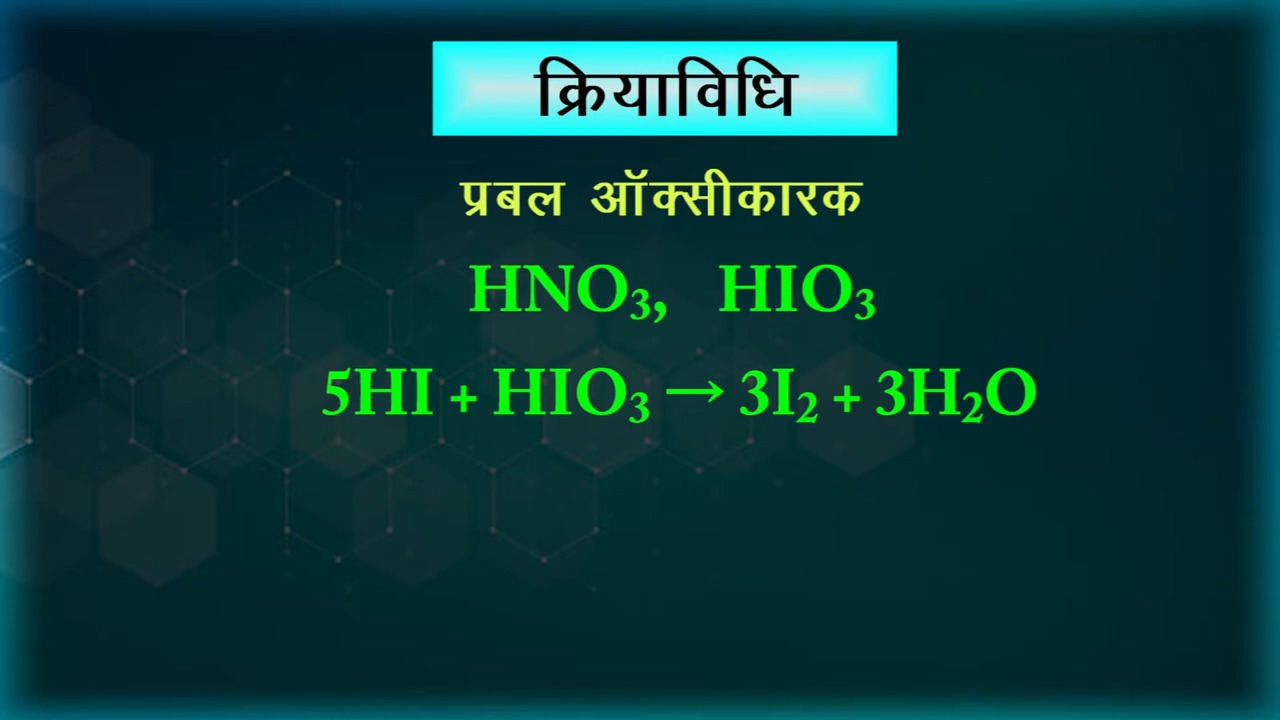 क्रियाविधि
प्रबल ऑक्सीकारक
HNO₃, HIO₃
5HI + HIO₃ → 3I₂ + 3H₂O